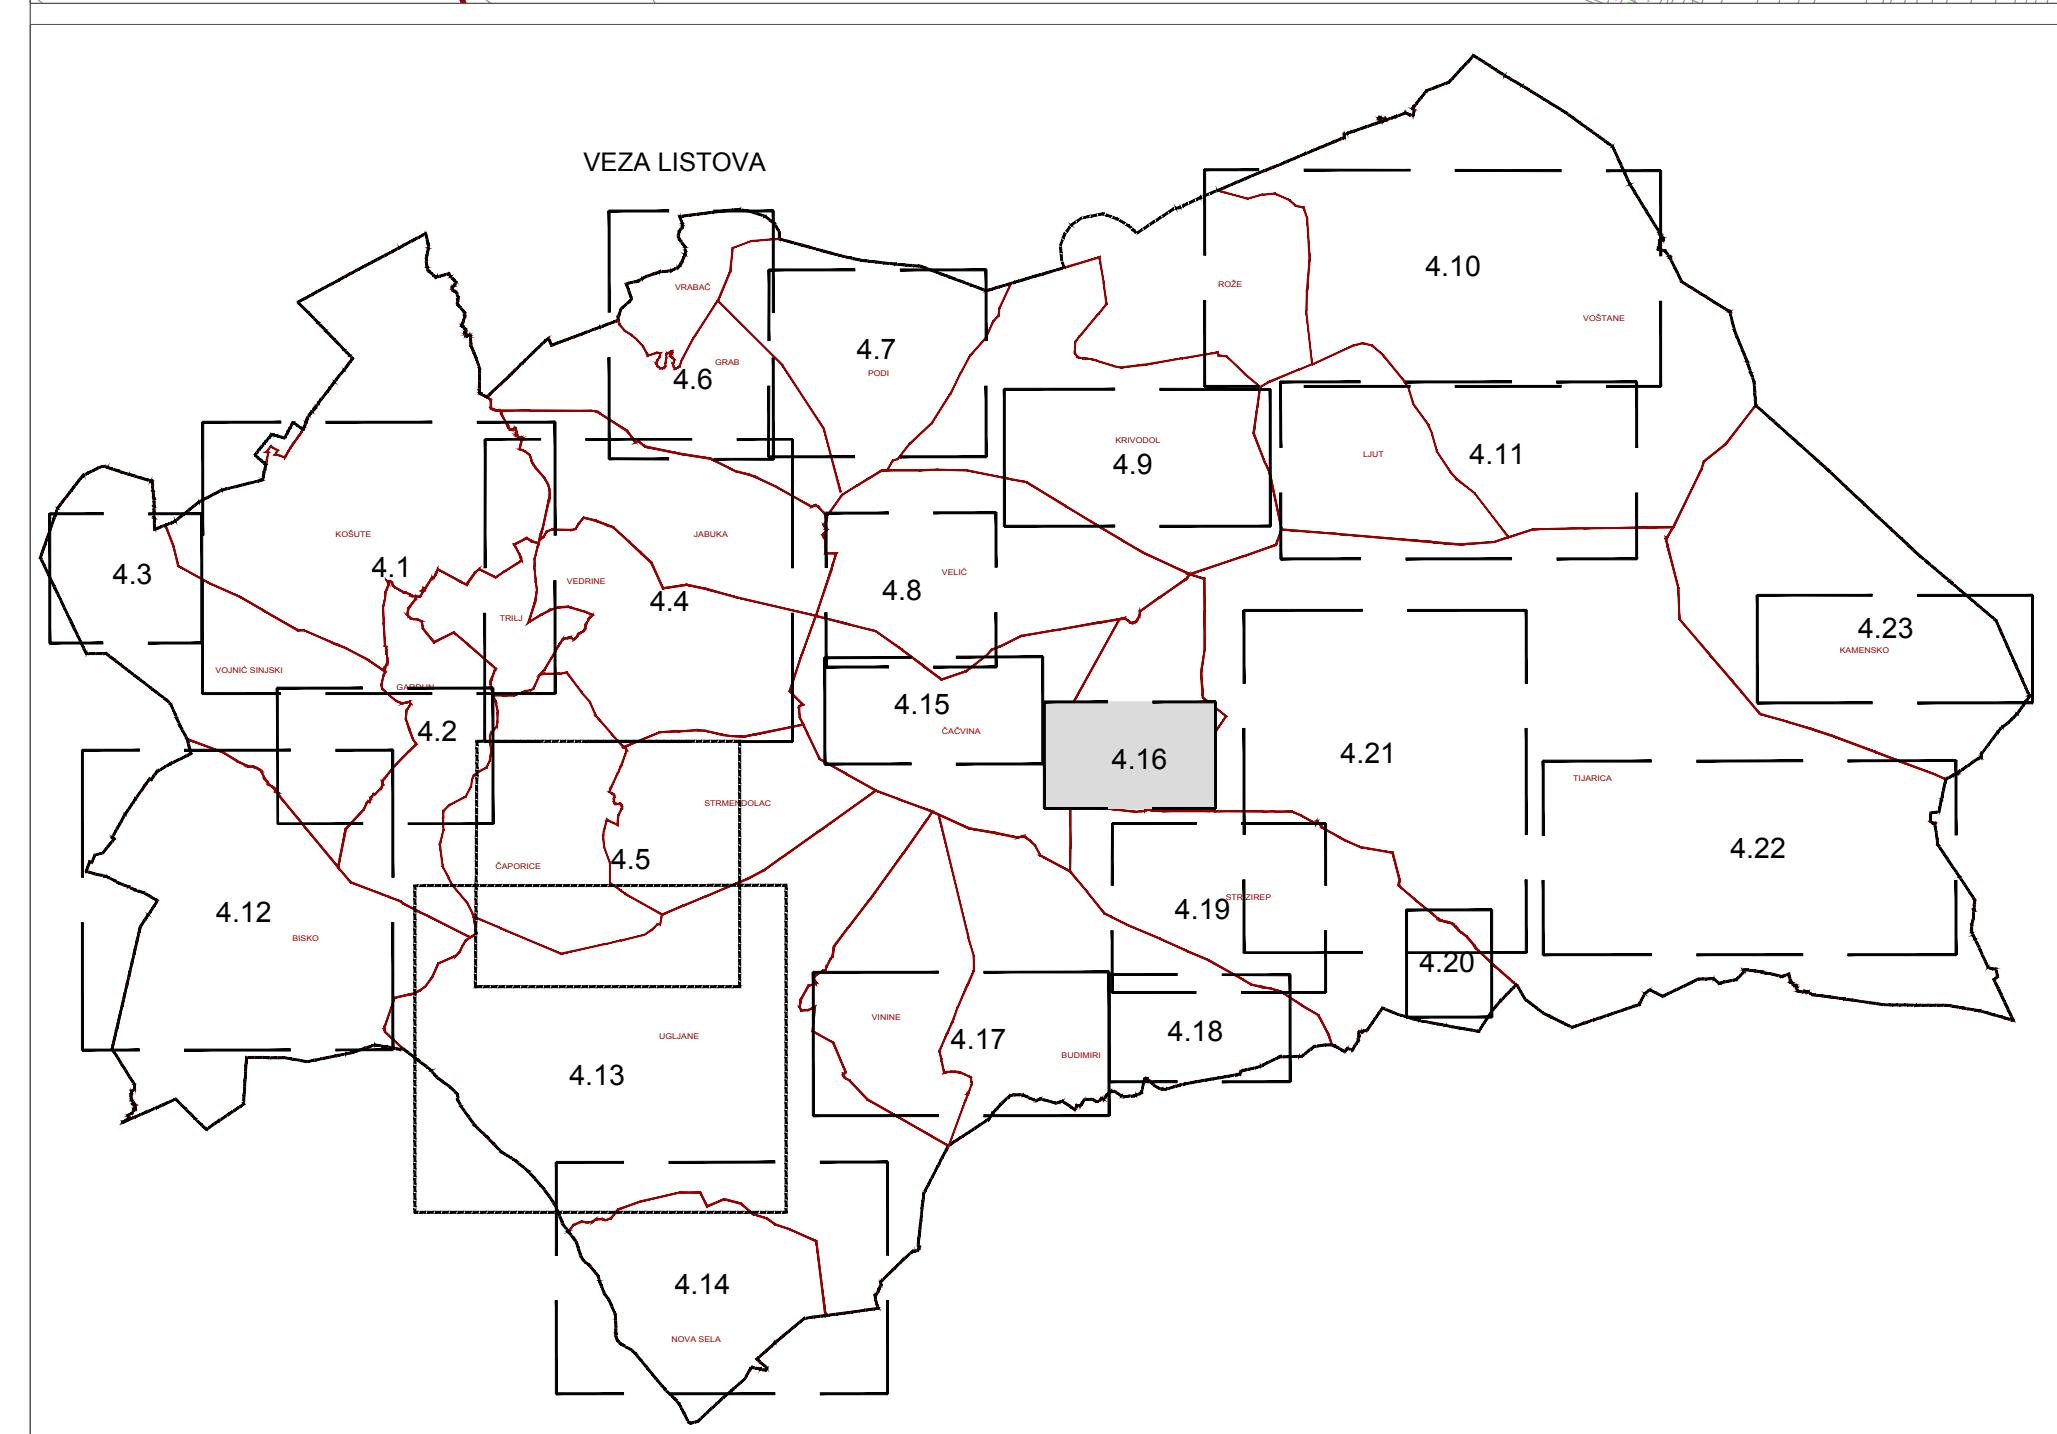 VEZA LISTOVA
4.10
VRABAČ
ROŽE
VOŠTANE
4.7
GRAB
PODI
4.6
KRIVODOL
4.9
LJUT
4.11
KOŠUTE
JABUKA
4.1
4.3
VEDRINE
VELIĆ
4.8
4.4
TRILJ
4.23
KAMENSKO
VOJNIĆ SINJSKI
GARDUN
4.15
4.2
ČAČVINA
4.16
4.21
TIJARICA
STRMENDOLAC
4.22
ČAPORICE
4.5
STRIZIREP
4.19
4.12
BISKO
4.20
VININE
4.18
UGLJANE
4.17
BUDIMIRI
4.13
4.14
NOVA SELA